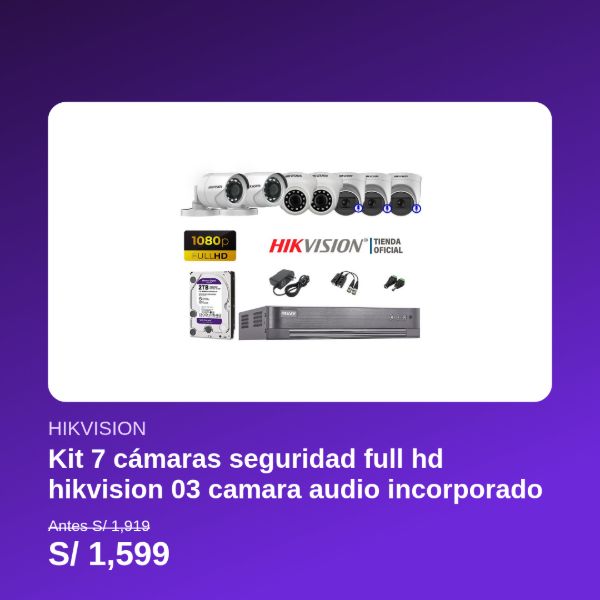 1080p
FULLHD
HIKVISION
TIENDA
OFICIAL
2TB
HIKVISION
Kit 7 cámaras seguridad full hd
hikvision 03 camara audio incorporado
Antes S/ 1,919
S/ 1,599